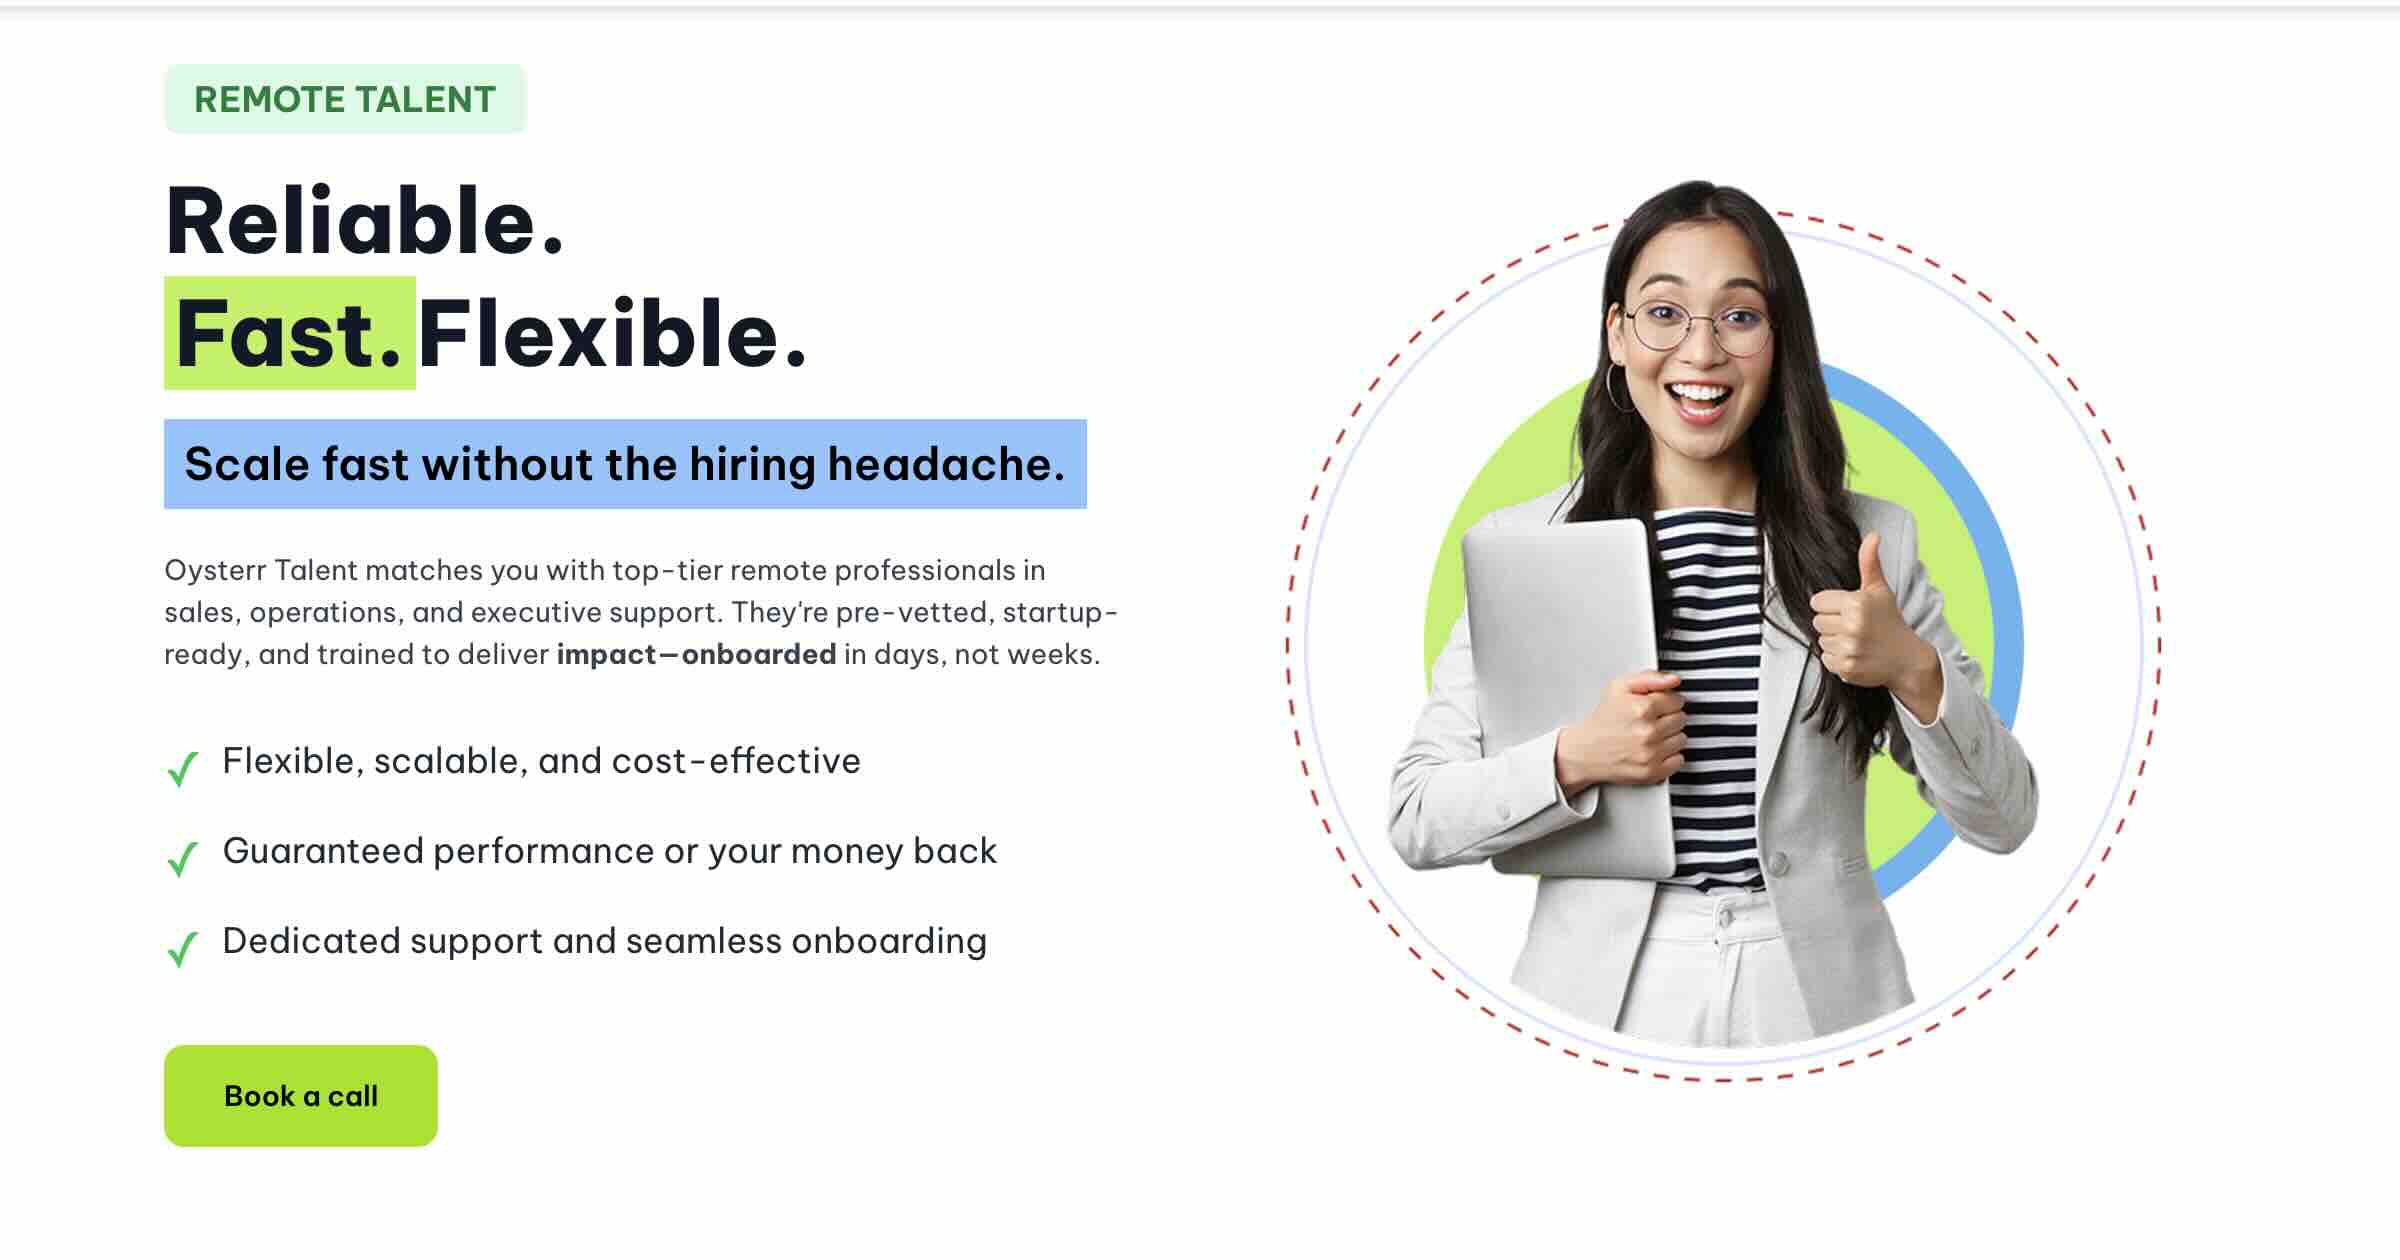 REMOTE TALENT
Reliable.
Fast. Flexible.
Scale fast without the hiring headache.
Oysterr Talent matches you with top-tier remote professionals in
sales, operations, and executive support. They're pre-vetted, startup-
ready, and trained to deliver impact—onboarded in days, not weeks.
Flexible, scalable, and cost-effective
Guaranteed performance or your money back
Dedicated support and seamless onboarding
Book a call